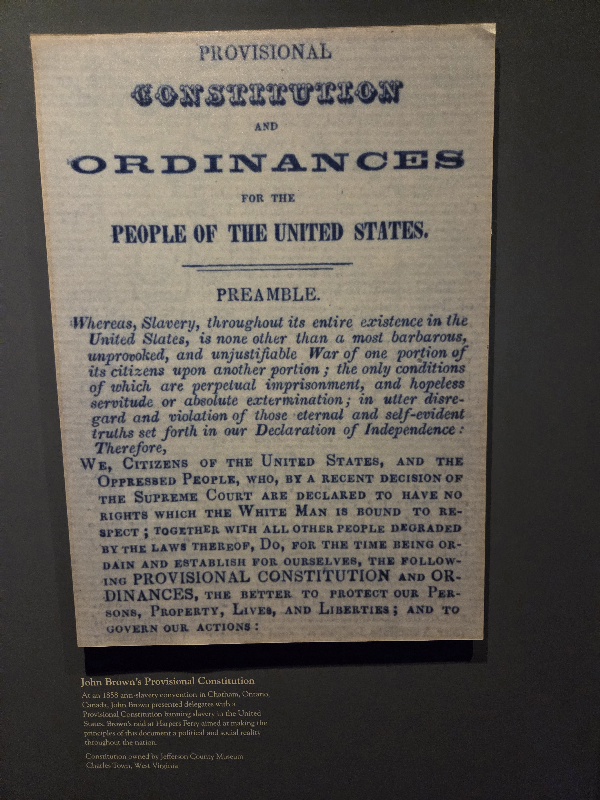 PROVISIONAL
CONSTITUTION
AND
ORDINANCES
FOR THE
PEOPLE OF THE UNITED STATES.
PREAMBLE.
Whereas, Slavery, throughout its entire existence in the
United States, is none other than a most barbarous,
unprovoked, and unjustifiable War of one portion of
its citizens upon another portion; the only conditions
of which are perpetual imprisonment, and hopeless
servitude or absolute extermination; in utter disre-
gard and violation of those eternal and self-evident
truths set forth in our Declaration of Independence:
Therefore,
WE, CITIZENS OF THE UNITED STATES, AND THE
OPPRESSED PEOPLE, WHO, BY A RECENT DECISION OF
THE SUPREME COURT ARE DECLARED TO HAVE NO
RIGHTS WHICH THE WHITE MAN IS BOUND TO RE-
SPECT; TOGETHER WITH ALL OTHER PEOPLE DEGRADED
BY THE LAWS THEREOF, DO, FOR THE TIME BEING OR-
DAIN AND ESTABLISH FOR OURSELVES, THE FOLLOW-
ING PROVISIONAL CONSTITUTION AND OR-
DINANCES, THE BETTER TO PROTECT OUR PER-
SONS, PROPERTY, LIVES, AND LIBERTIES; AND TO
GOVERN OUR ACTIONS:
John Brown's Provisional Constitution
At an 1858 anti-slavery convention in Chatham, Ontario,
Canada, John Brown presented delegates with a
Provisional Constitution banning slavery in the United
States. Brown's raid at Harpers Ferry aimed at making the
principles of this document a political and social reality
throughout the nation.
Constitution owned by Jefferson County Museum
Charles Town, West Virginia